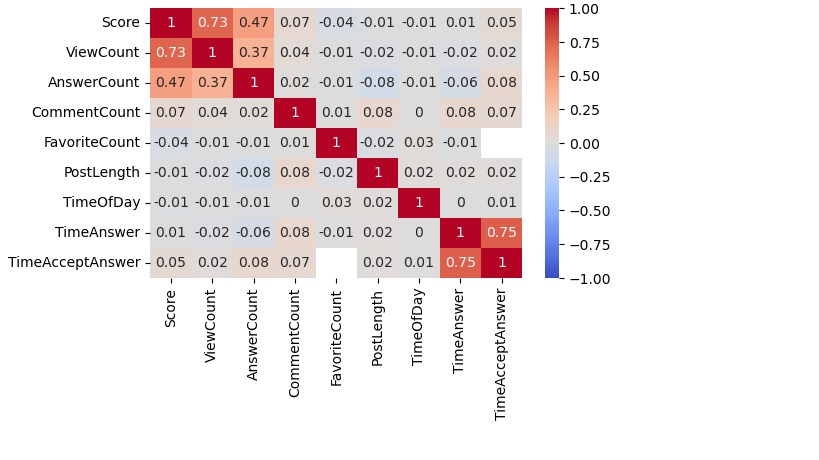 Score 1 0.73 0.47 0.07 -0.04 -0.01 -0.01 0.01 0.05
ViewCount 0.73 1 0.37 0.04 -0.01 -0.02 -0.01 -0.02 0.02
AnswerCount 0.47 0.37 1 0.02 -0.01 -0.08 -0.01 -0.06 0.08
CommentCount 0.07 0.04 0.02 1 0.01 0.08 0 0.08 0.07
FavoriteCount -0.04 -0.01 -0.01 0.01 1 -0.02 0.03 -0.01
PostLength -0.01 -0.02 -0.08 0.08 -0.02 1 0.02 0.02 0.02
TimeOfDay -0.01 -0.01 -0.01 0 0.03 0.02 1 0 0.01
TimeAnswer 0.01 -0.02 -0.06 0.08 -0.01 0.02 0 1 0.75
TimeAcceptAnswer 0.05 0.02 0.08 0.07 0.02 0.01 0.75 1
Score
ViewCount
AnswerCount
CommentCount
FavoriteCount
PostLength
TimeOfDay
TimeAnswer
TimeAcceptAnswer
1.00
0.75
0.50
0.25
0.00
−0.25
−0.50
−0.75
−1.00